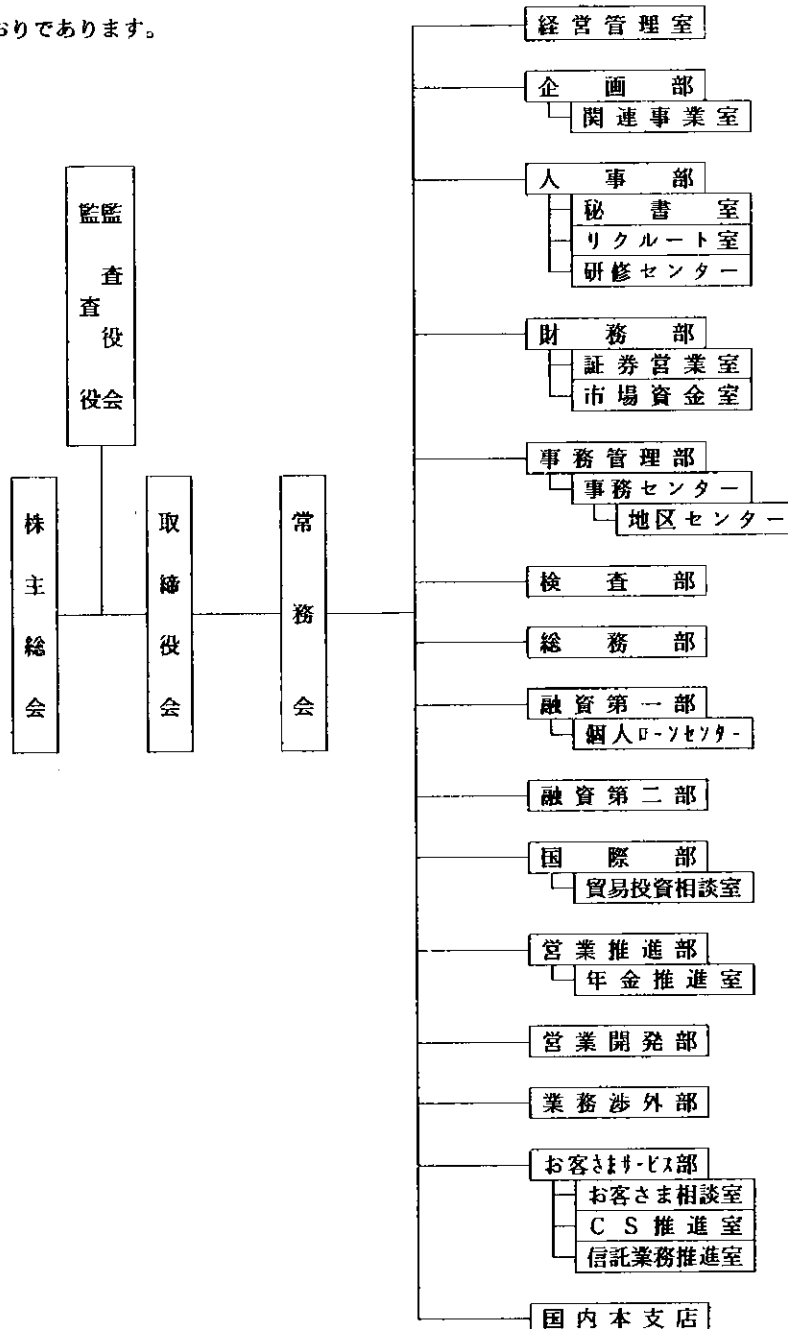 おりであります。
監査役会
監査役
株主総会
取締役会
常務会
経営管理室
企画部
関連事業室
人事部
秘書室
リクルート室
研修センター
財務部
証券営業室
市場資金室
事務管理部
事務センター
地区センター
検査部
総務部
融資第一部
個人ローンセンター
融資第二部
国際部
貿易投資相談室
営業推進部
年金推進室
営業開発部
業務渉外部
お客さまサービス部
お客さま相談室
CS推進室
信託業務推進室
国内本支店